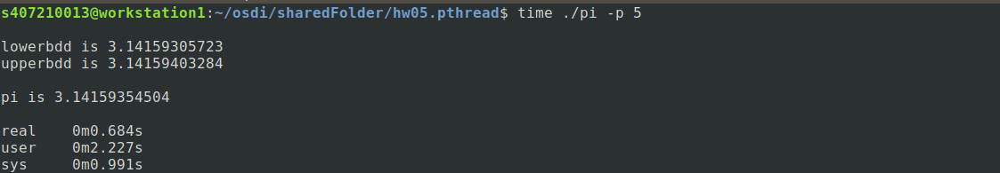 s407210013@workstation1:~/osdi/sharedFolder/hw05.pthread$ time ./pi -p 5
lowerbdd is 3.14159305723
upperbdd is 3.14159403284
pi is 3.14159354504
real 0m0.684s
user 0m2.227s
sys 0m0.991s